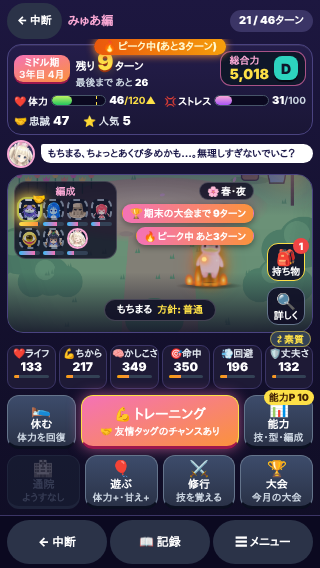 ← 中断
みゅあ編
21 / 46ターン
🔥 ピーク中(あと3ターン)
ミドル期
3年目 4月
残り 9 ターン
最後まで あと 26
総合力
5,018
D
❤️ 体力 46/120▲
💢 ストレス 31/100
🤝 忠誠 47
⭐ 人気 5
もちまる、ちょっとあくび多めかも…。無理しすぎないでいこ?
編成
🌸 春・夜
🏆 期末の大会まで 9ターン
🔥 ピーク中 あと3ターン
1
持ち物
詳しく
もちまる 方針: 普通
素質
❤️ライフ
133
💪ちから
217
🧠かしこさ
349
🎯命中
350
💨回避
196
🛡️丈夫さ
132
能力P 10
休む
体力を回復
💪 トレーニング
🤝 友情タッグのチャンスあり
能力
技・型・編成
通院
ようすなし
遊ぶ
体力+・甘え+
修行
技を覚える
大会
今月の大会
← 中断
📖 記録
☰ メニュー